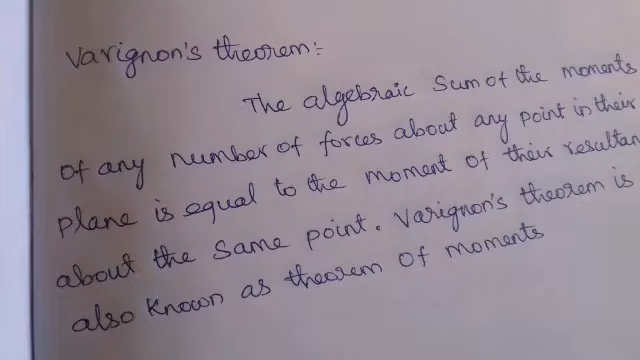 Varignon's theorem:-
The algebraic sum of the moments
of any number of forces about any point in their
plane is equal to the moment of their resultan
about the same point. Varignon's theorem is
also known as theorem of moments